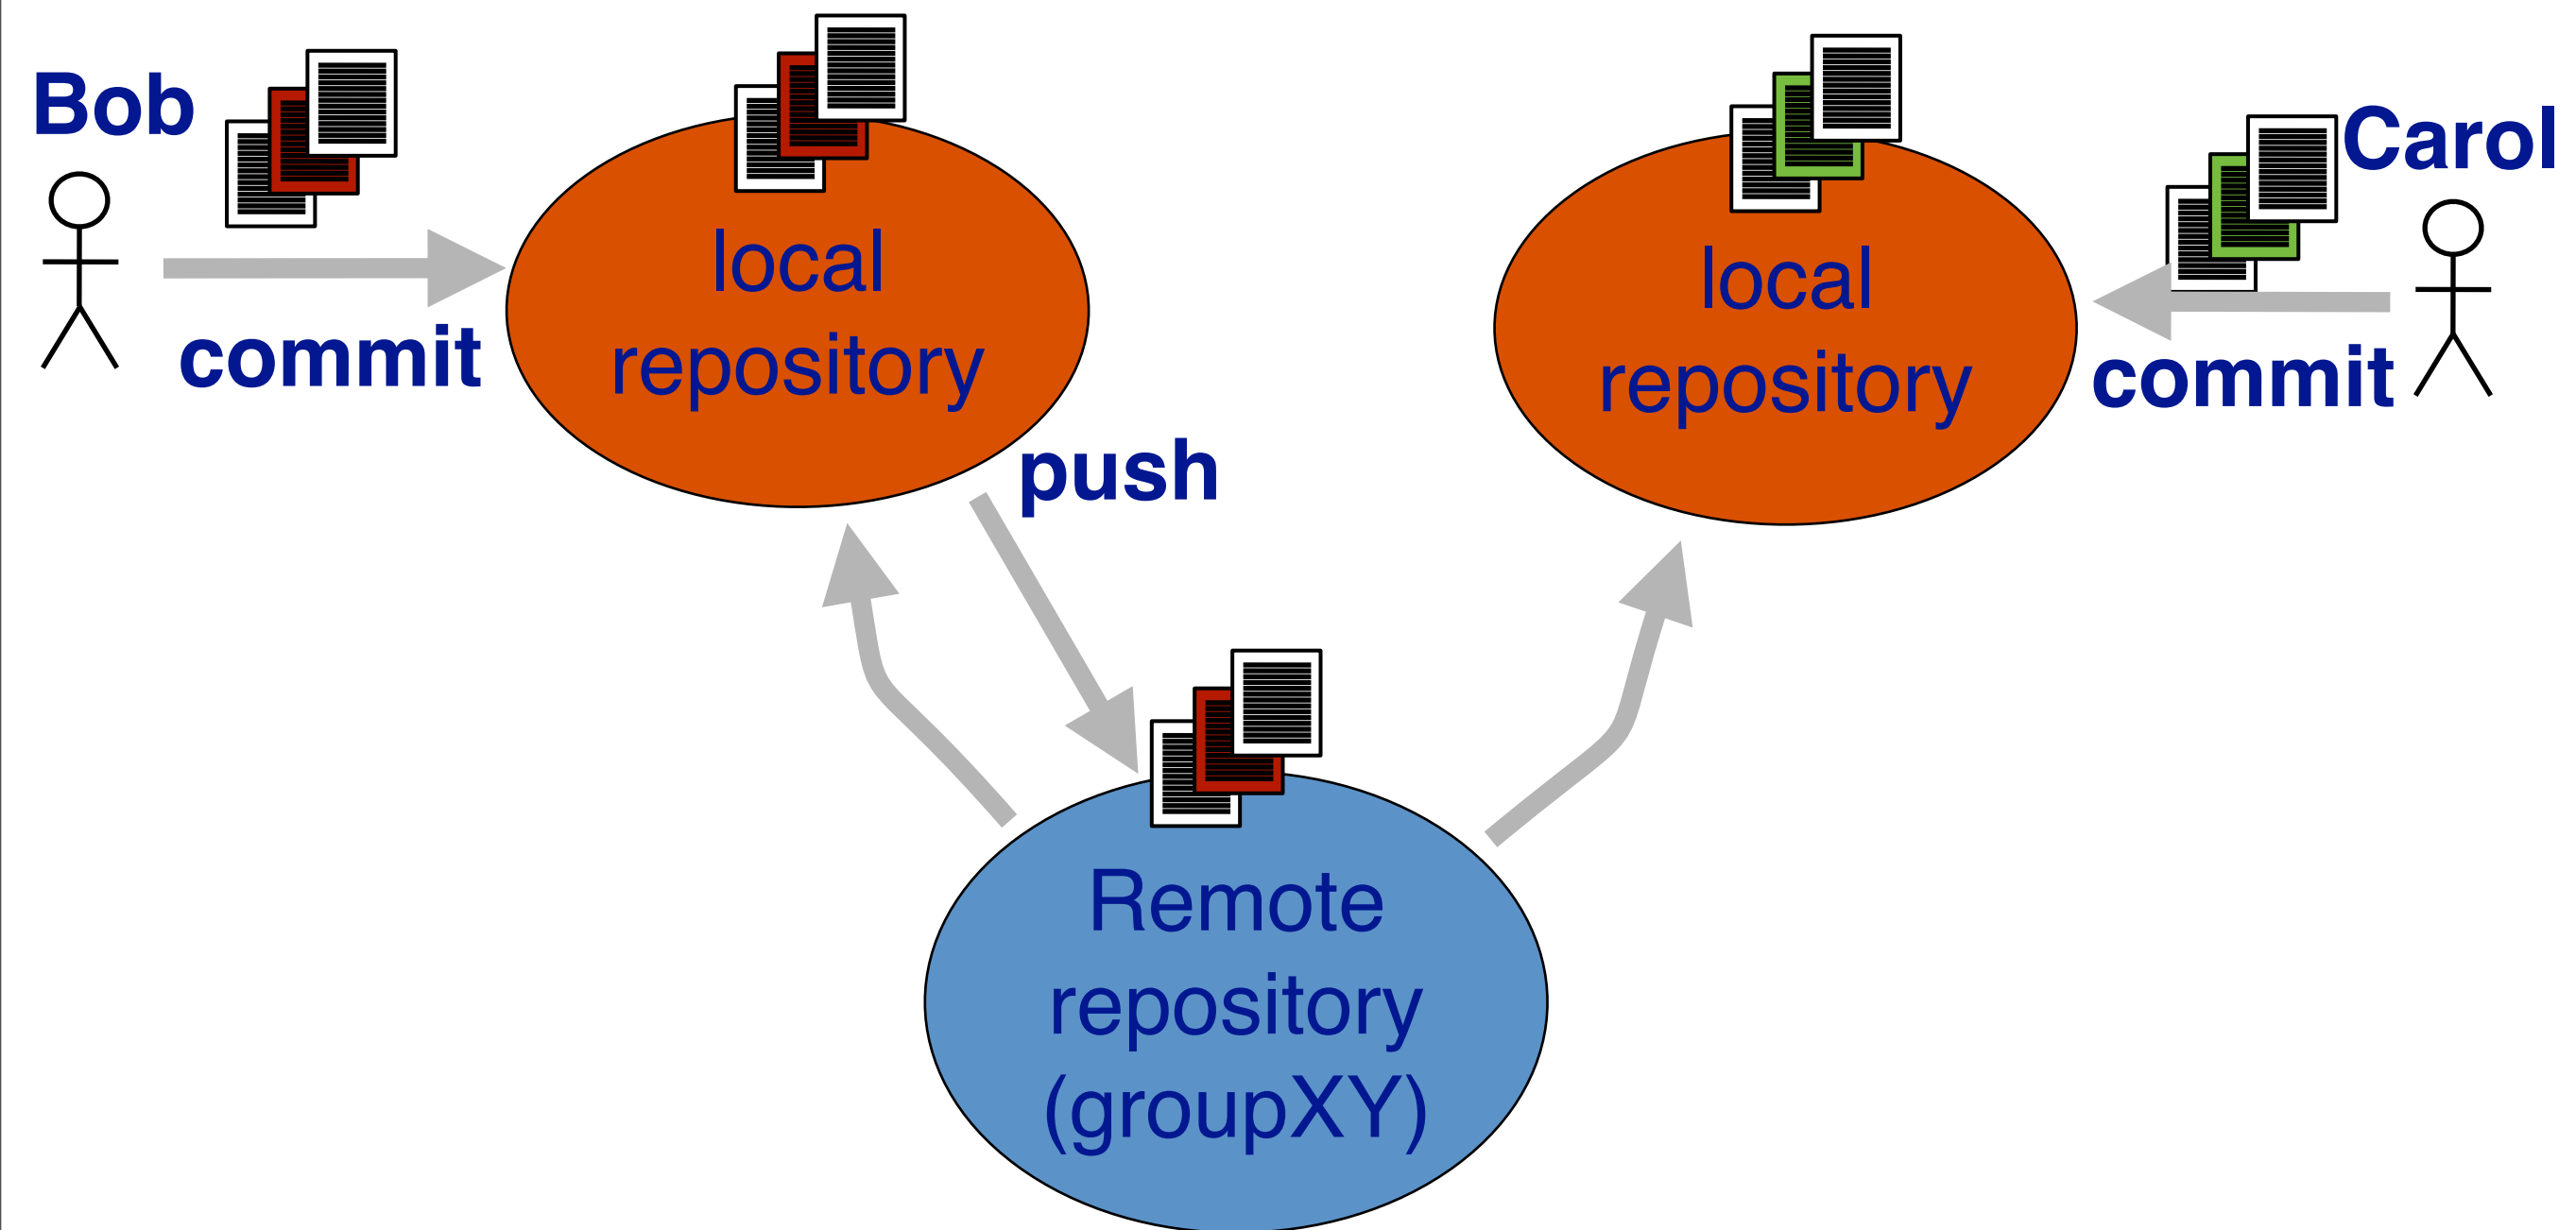 Bob
commit
local
repository
push
local
repository
Carol
commit
Remote
repository
(groupXY)